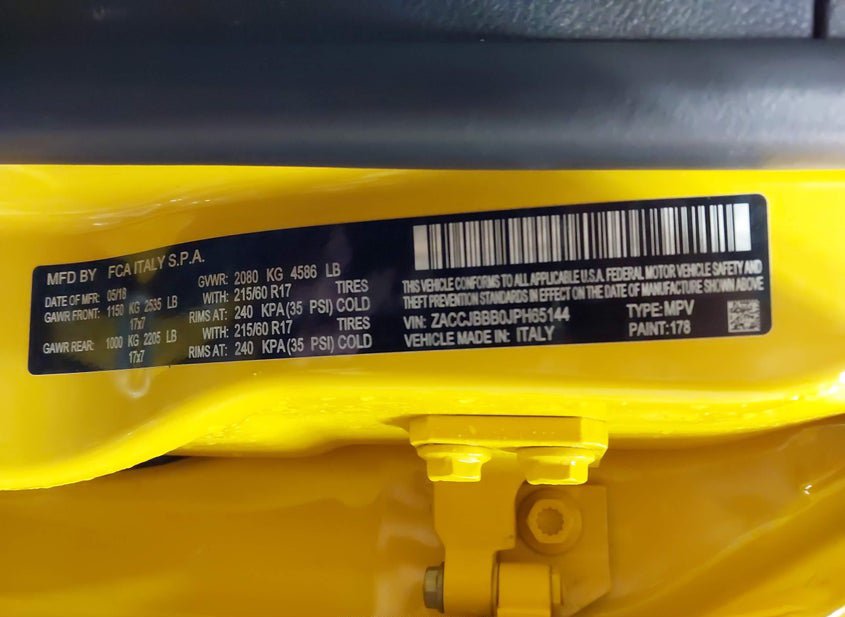 MFD BY FCA ITALY S.P.A.
DATE OF MFR: 05/18 GVWR: 2080 KG 4586 LB
GAWR FRONT: 1150 KG 2535 LB WITH: 215/60 R17 TIRES
17x7 RIMS AT: 240 KPA(35 PSI) COLD
GAWR REAR: 1000 KG 2205 LB WITH: 215/60 R17 TIRES
17x7 RIMS AT: 240 KPA(35 PSI) COLD
THIS VEHICLE CONFORMS TO ALL APPLICABLE U.S.A. FEDERAL MOTOR VEHICLE SAFETY AND
THEFT PREVENTION STANDARDS IN EFFECT ON THE DATE OF MANUFACTURE SHOWN ABOVE
VIN: ZACCJBBB0JPH65144 TYPE: MPV
VEHICLE MADE IN: ITALY PAINT: 178